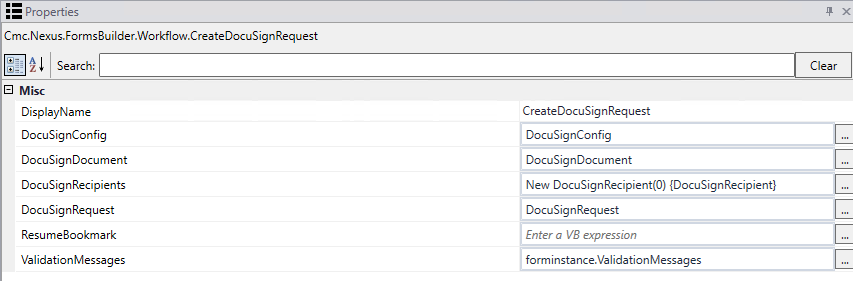 Properties
Cmc.Nexus.FormsBuilder.Workflow.CreateDocuSignRequest
Search: Clear
Misc
DisplayName CreateDocuSignRequest
DocuSignConfig DocuSignConfig ...
DocuSignDocument DocuSignDocument ...
DocuSignRecipients New DocuSignRecipient(0) {DocuSignRecipient} ...
DocuSignRequest DocuSignRequest ...
ResumeBookmark Enter a VB expression ...
ValidationMessages forminstance.ValidationMessages ...